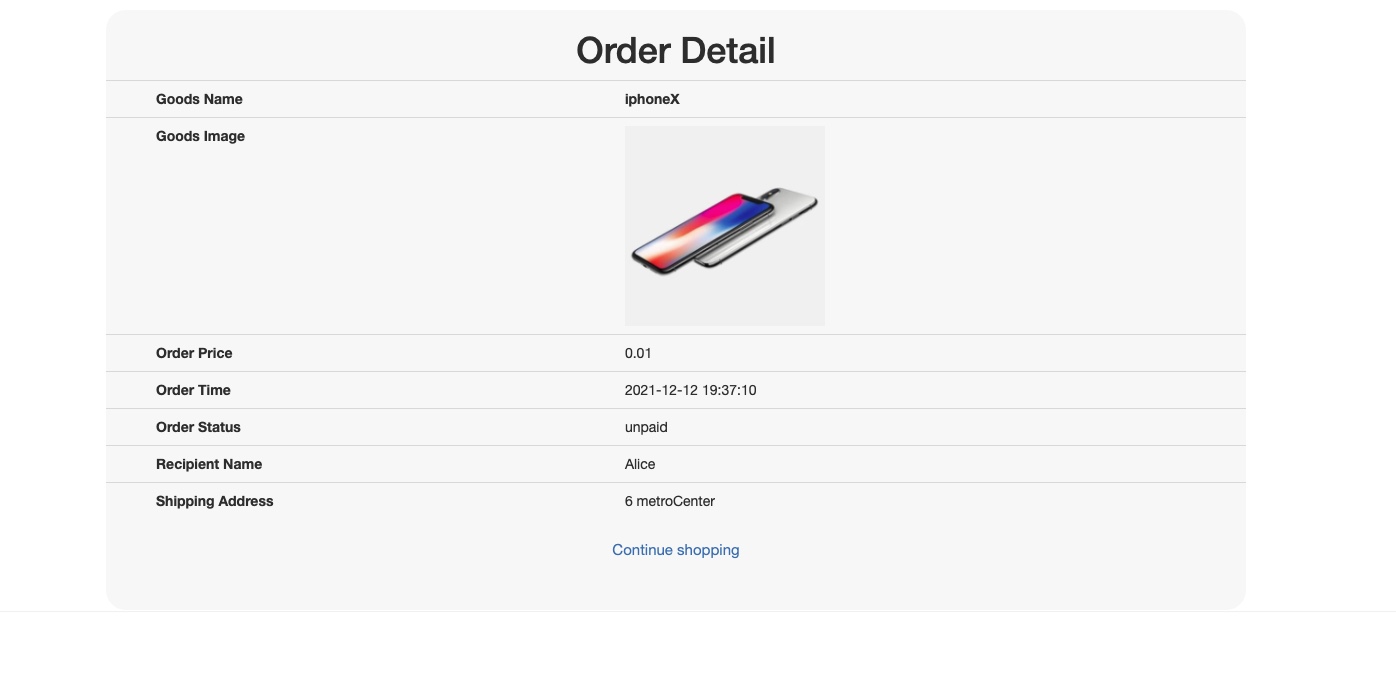 Order Detail
Goods Name iphoneX
Goods Image
Order Price 0.01
Order Time 2021-12-12 19:37:10
Order Status unpaid
Recipient Name Alice
Shipping Address 6 metroCenter
Continue shopping